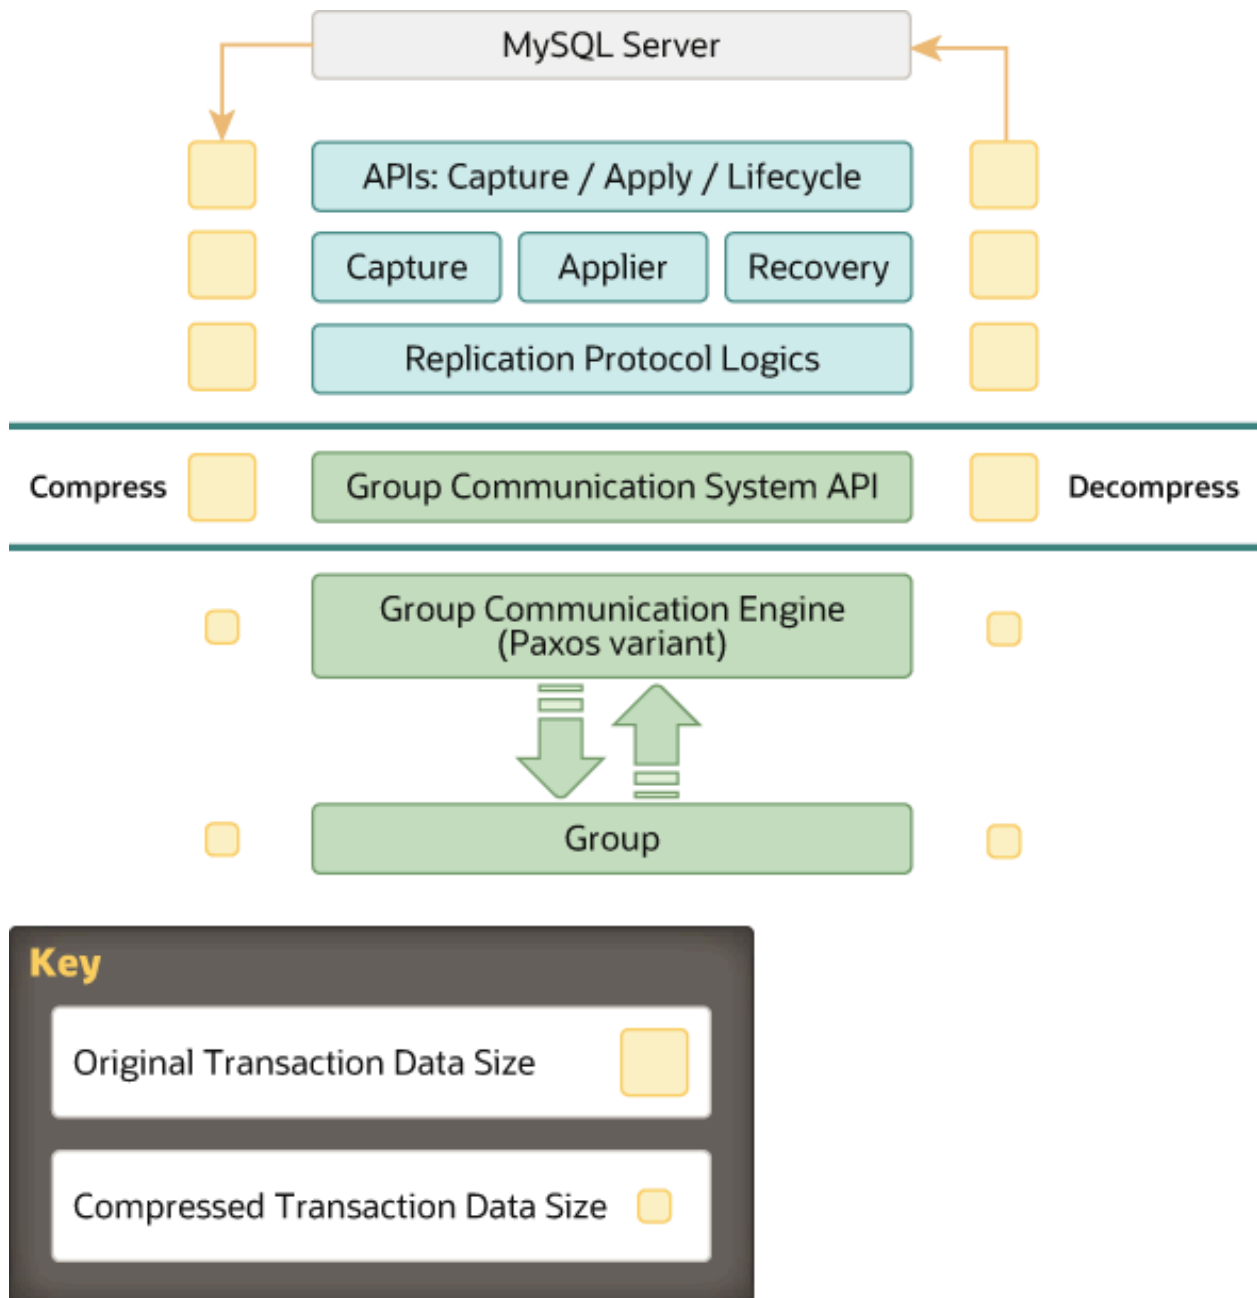 MySQL Server
APIs: Capture / Apply / Lifecycle
Capture
Applier
Recovery
Replication Protocol Logics
Compress
Group Communication System API
Decompress
Group Communication Engine
(Paxos variant)
Group
Key
Original Transaction Data Size
Compressed Transaction Data Size